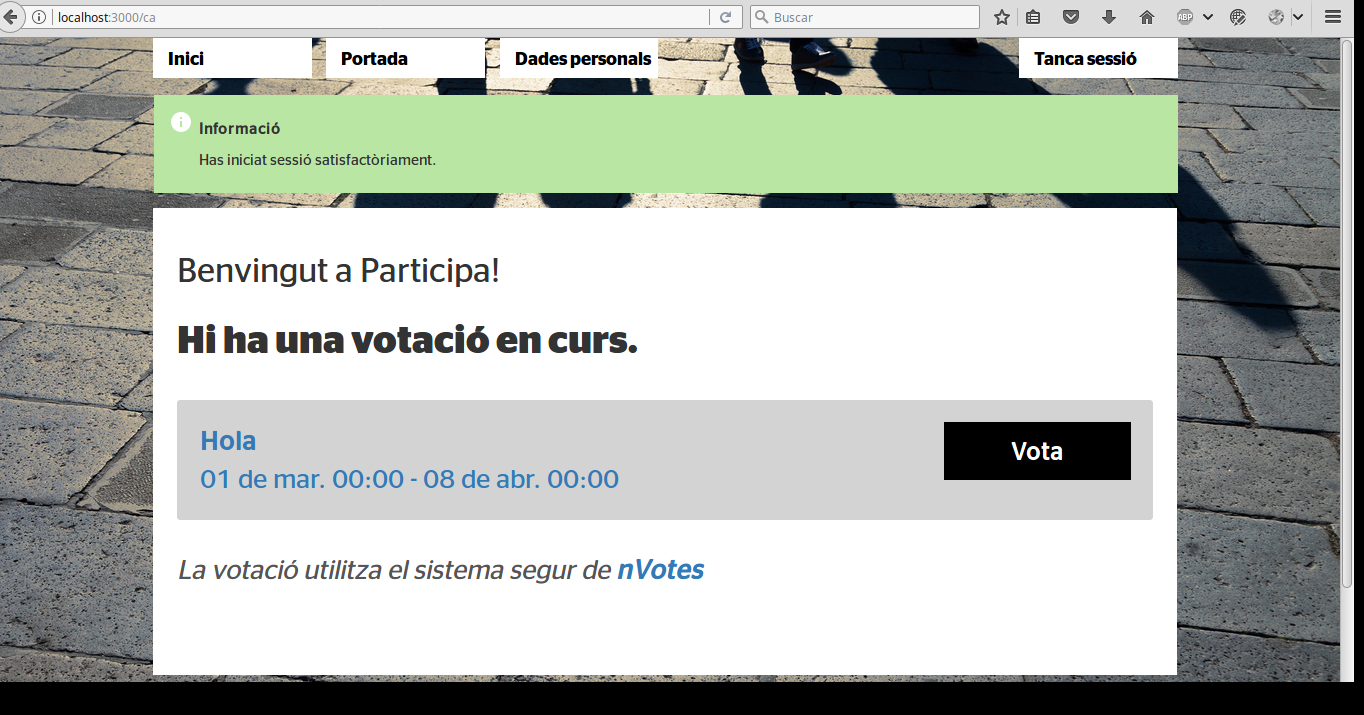 localhost:3000/ca
Buscar
ABP
Inici
Portada
Dades personals
Tanca sessió
Informació
Has iniciat sessió satisfactòriament.
Benvingut a Participa!
Hi ha una votació en curs.
Hola
Vota
01 de mar. 00:00 - 08 de abr. 00:00
La votació utilitza el sistema segur de nVotes